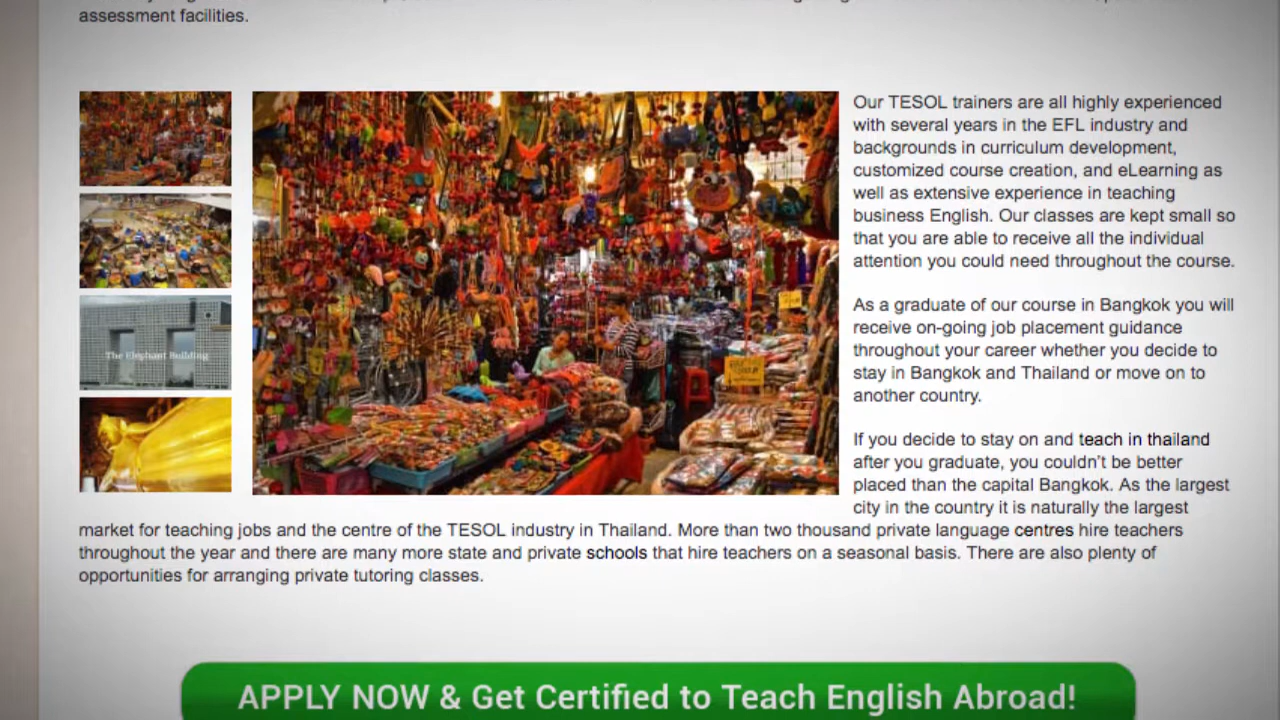 assessment facilities.
Our TESOL trainers are all highly experienced
with several years in the EFL industry and
backgrounds in curriculum development,
customized course creation, and eLearning as
well as extensive experience in teaching
business English. Our classes are kept small so
that you are able to receive all the individual
attention you could need throughout the course.
The Elephant Building
As a graduate of our course in Bangkok you will
receive on-going job placement guidance
throughout your career whether you decide to
stay in Bangkok and Thailand or move on to
another country.
If you decide to stay on and teach in thailand
after you graduate, you couldn't be better
placed than the capital Bangkok. As the largest
city in the country it is naturally the largest
market for teaching jobs and the centre of the TESOL industry in Thailand. More than two thousand private language centres hire teachers
throughout the year and there are many more state and private schools that hire teachers on a seasonal basis. There are also plenty of
opportunities for arranging private tutoring classes.
APPLY NOW & Get Certified to Teach English Abroad!